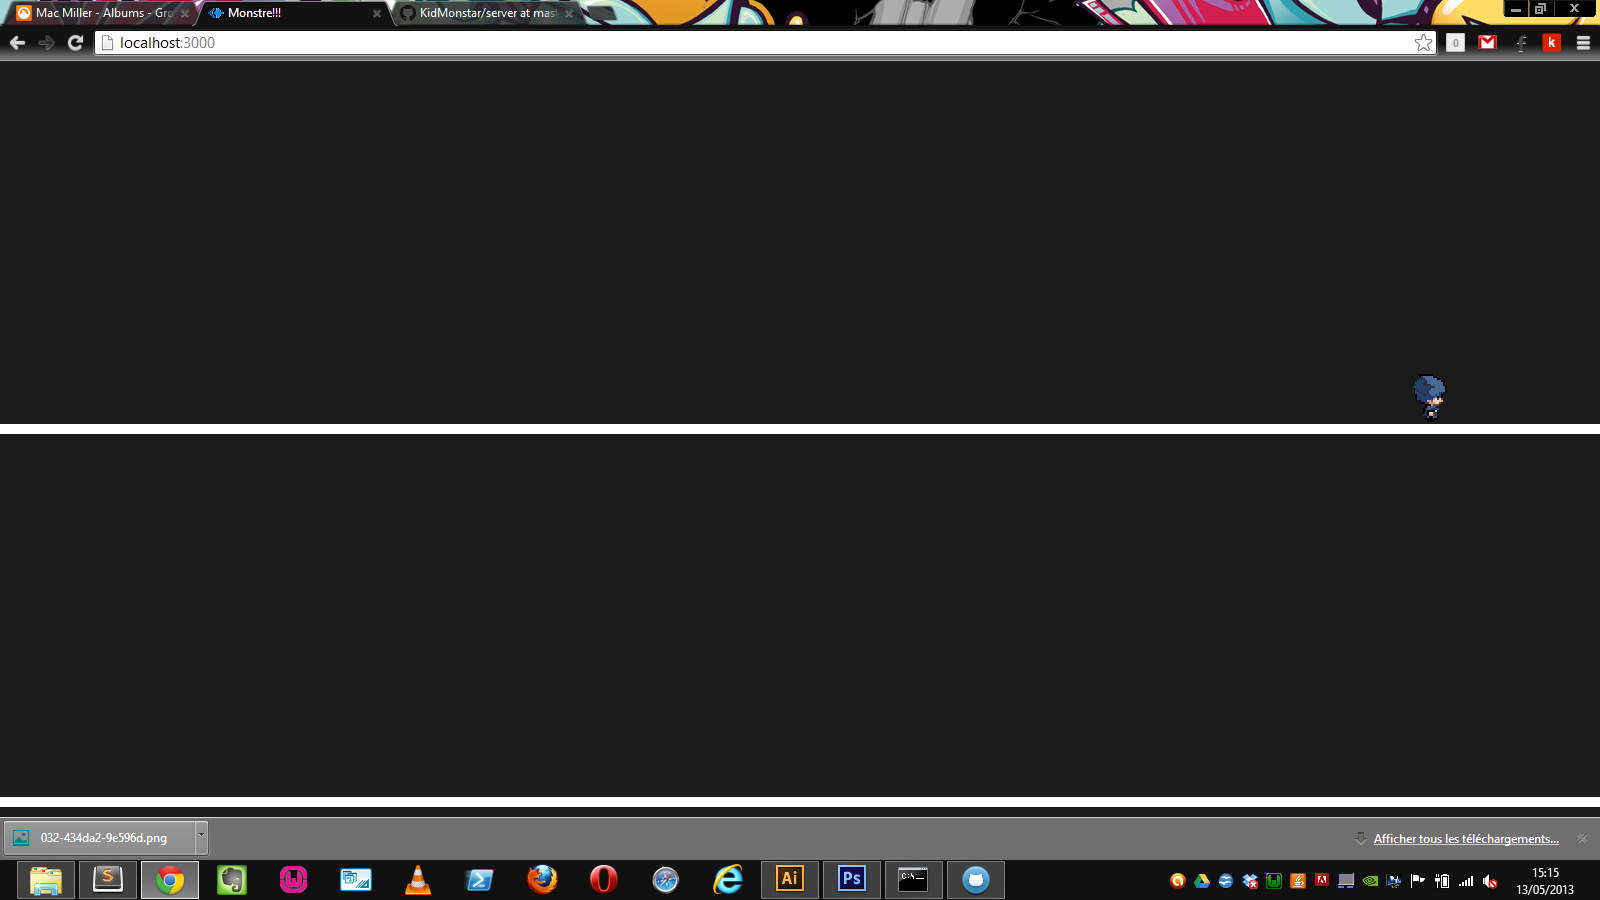 Mac Miller - Albums - Gro
Monstre!!!
KidMonstar/server at mast
localhost:3000
0
f
k
032-434da2-9e596d.png
Afficher tous les téléchargements...
S
W
Ai
Ps
C:\_
15:15
13/05/2013